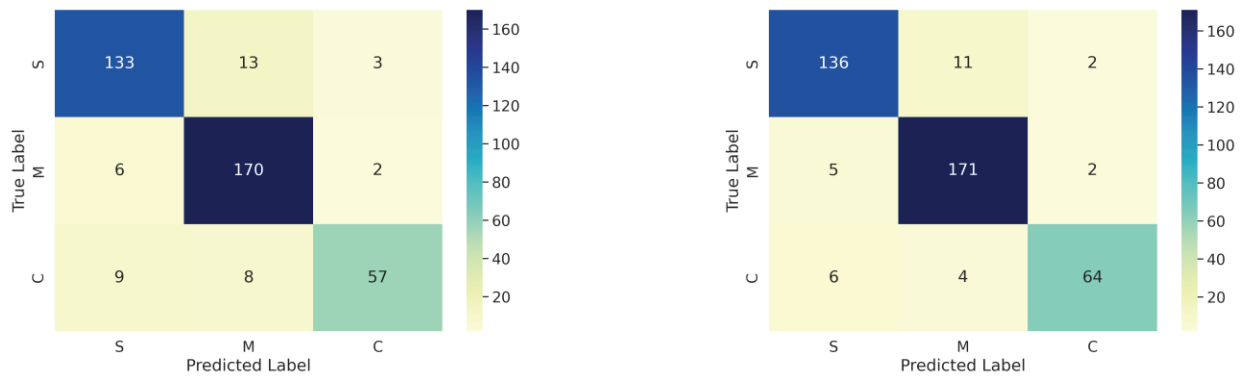 S 133 13 3
M 6 170 2
C 9 8 57
S M C
Predicted Label
True Label
160
140
120
100
80
60
40
20
S 136 11 2
M 5 171 2
C 6 4 64
S M C
Predicted Label
True Label
160
140
120
100
80
60
40
20